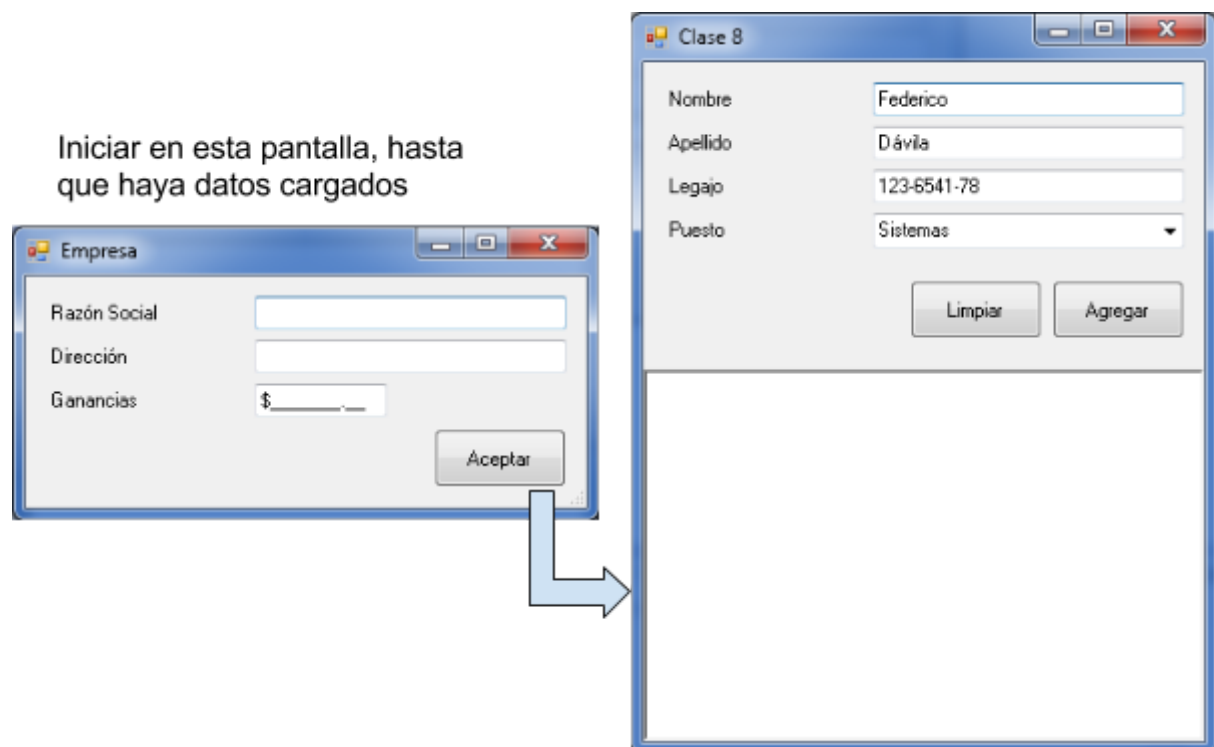 Iniciar en esta pantalla, hasta
que haya datos cargados
Empresa
Razón Social
Dirección
Ganancias
$_______.__
Aceptar
Clase 8
Nombre
Federico
Apellido
Dávila
Legajo
123-6541-78
Puesto
Sistemas
Limpiar
Agregar